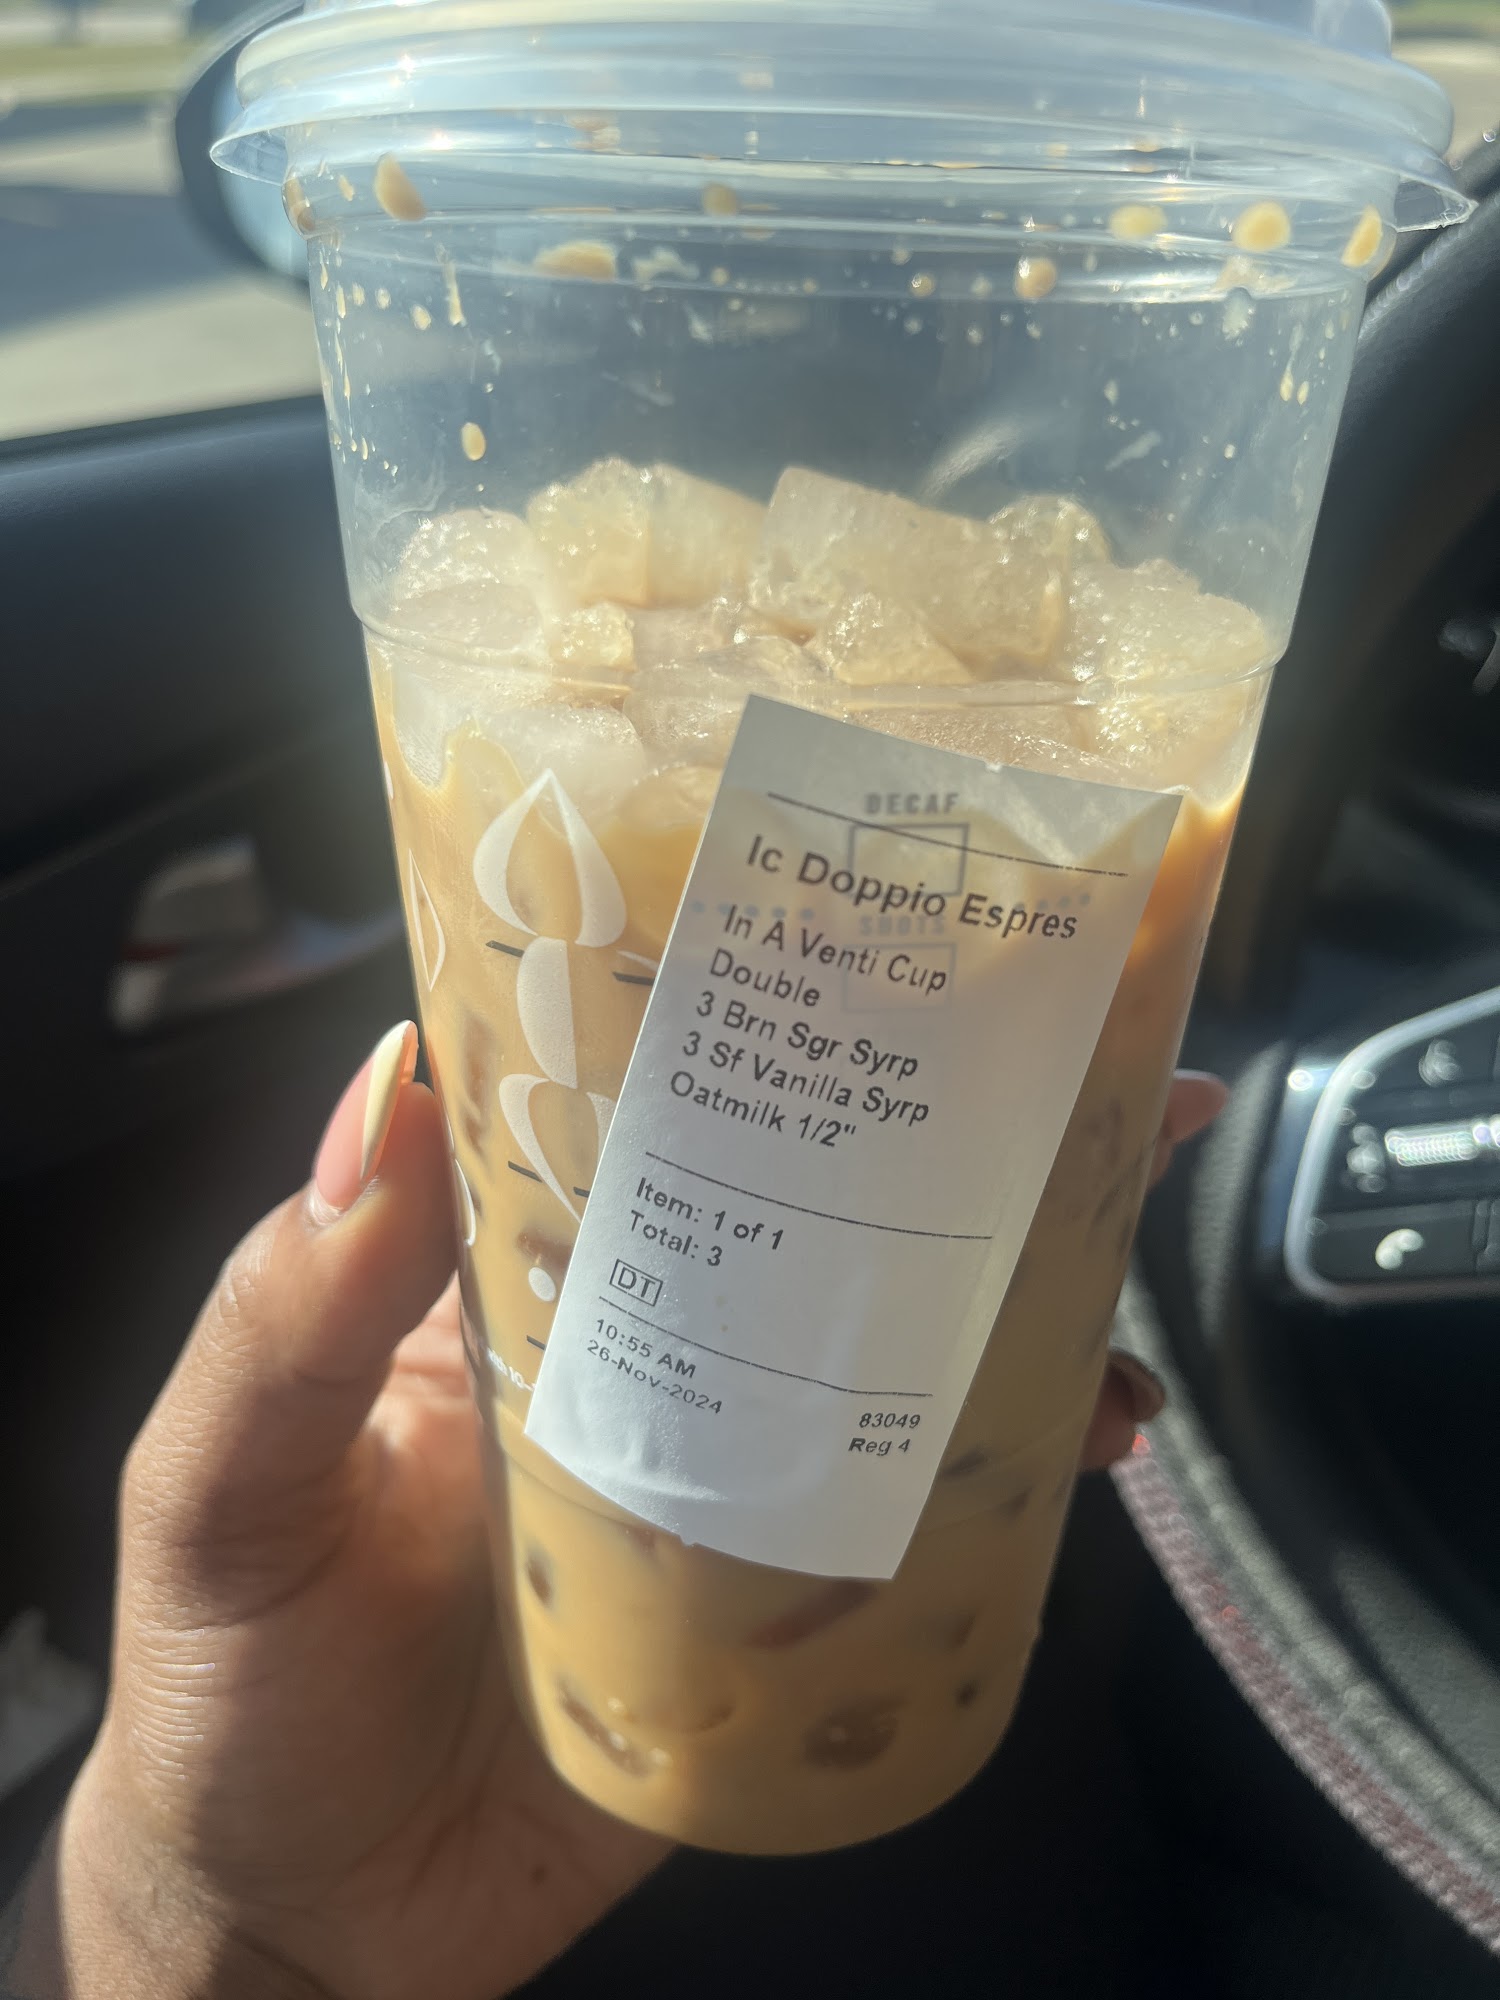 DECAF
Ic Doppio Espres
SHOTS
In A Venti Cup
Double
3 Brn Sgr Syrp
3 Sf Vanilla Syrp
Oatmilk 1/2"
Item: 1 of 1
Total: 3
DT
10:55 AM
26-Nov-2024
83049
Reg 4